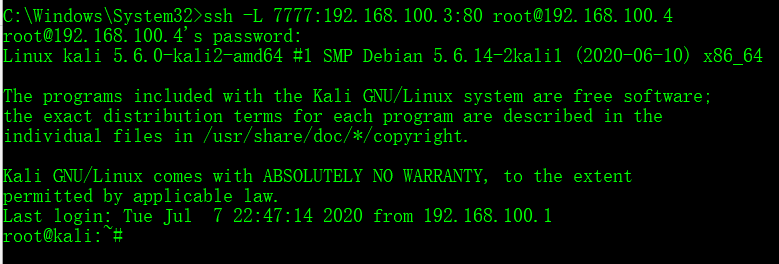 C:\Windows\System32>ssh -L 7777:192.168.100.3:80 root@192.168.100.4
root@192.168.100.4's password:
Linux kali 5.6.0-kali2-amd64 #1 SMP Debian 5.6.14-2kali1 (2020-06-10) x86_64
The programs included with the Kali GNU/Linux system are free software;
the exact distribution terms for each program are described in the
individual files in /usr/share/doc/*/copyright.
Kali GNU/Linux comes with ABSOLUTELY NO WARRANTY, to the extent
permitted by applicable law.
Last login: Tue Jul  7 22:47:14 2020 from 192.168.100.1
root@kali:~#